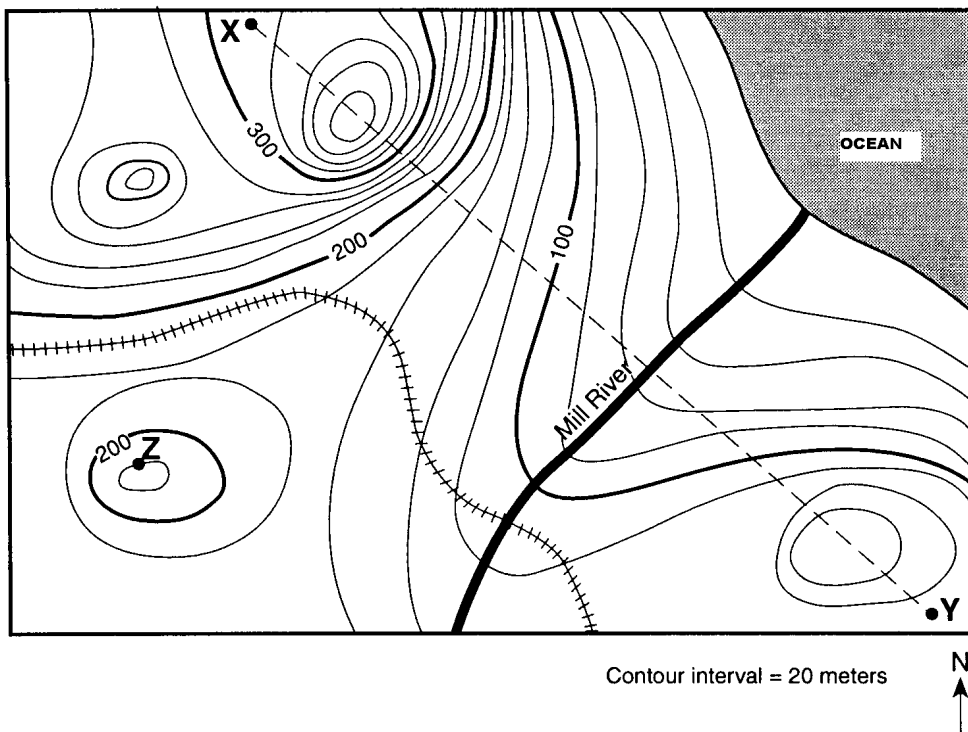 X
OCEAN
300
200
100
Mill River
200
Z
Y
Contour interval = 20 meters
N